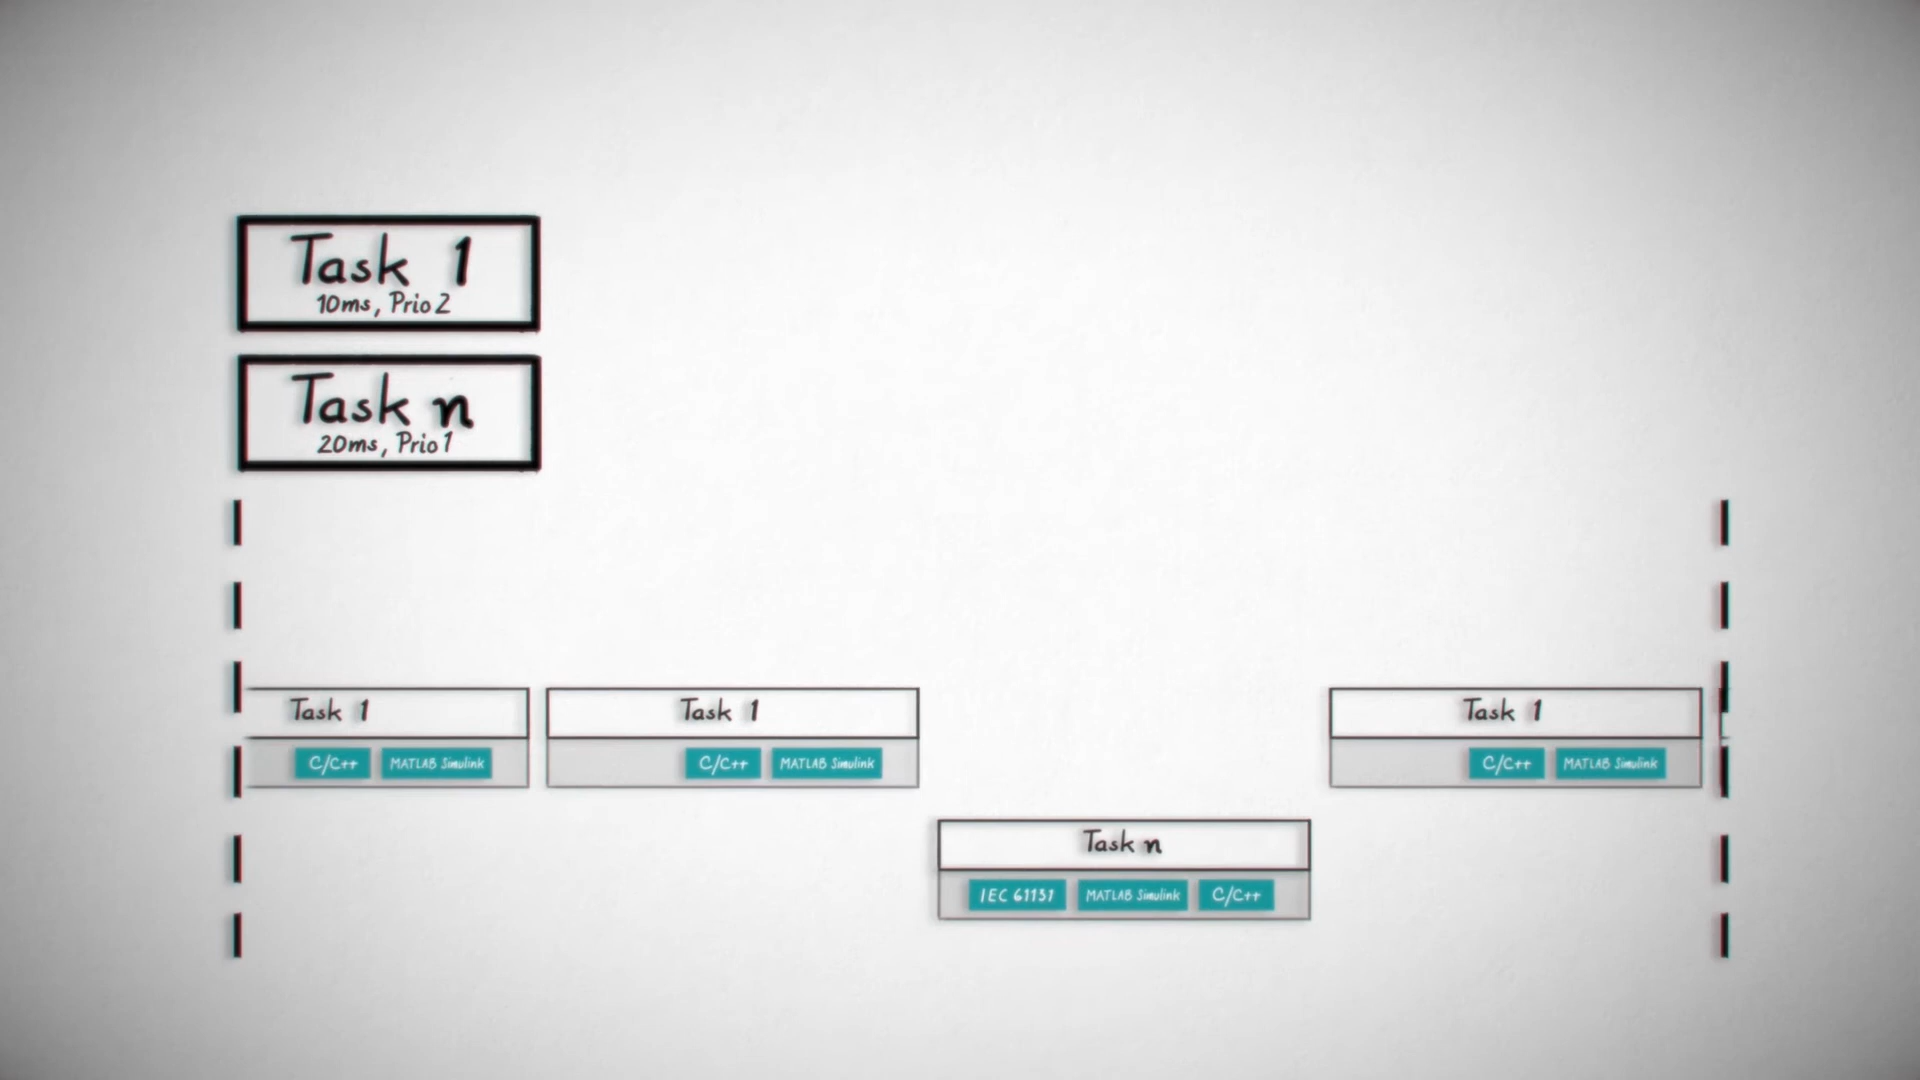 Task 1
10ms, Prio 2
Task n
20ms, Prio 1
Task 1
Task 1
Task 1
C/C++ MATLAB Simulink
C/C++ MATLAB Simulink
C/C++ MATLAB Simulink
Task n
IEC 61131 MATLAB Simulink C/C++